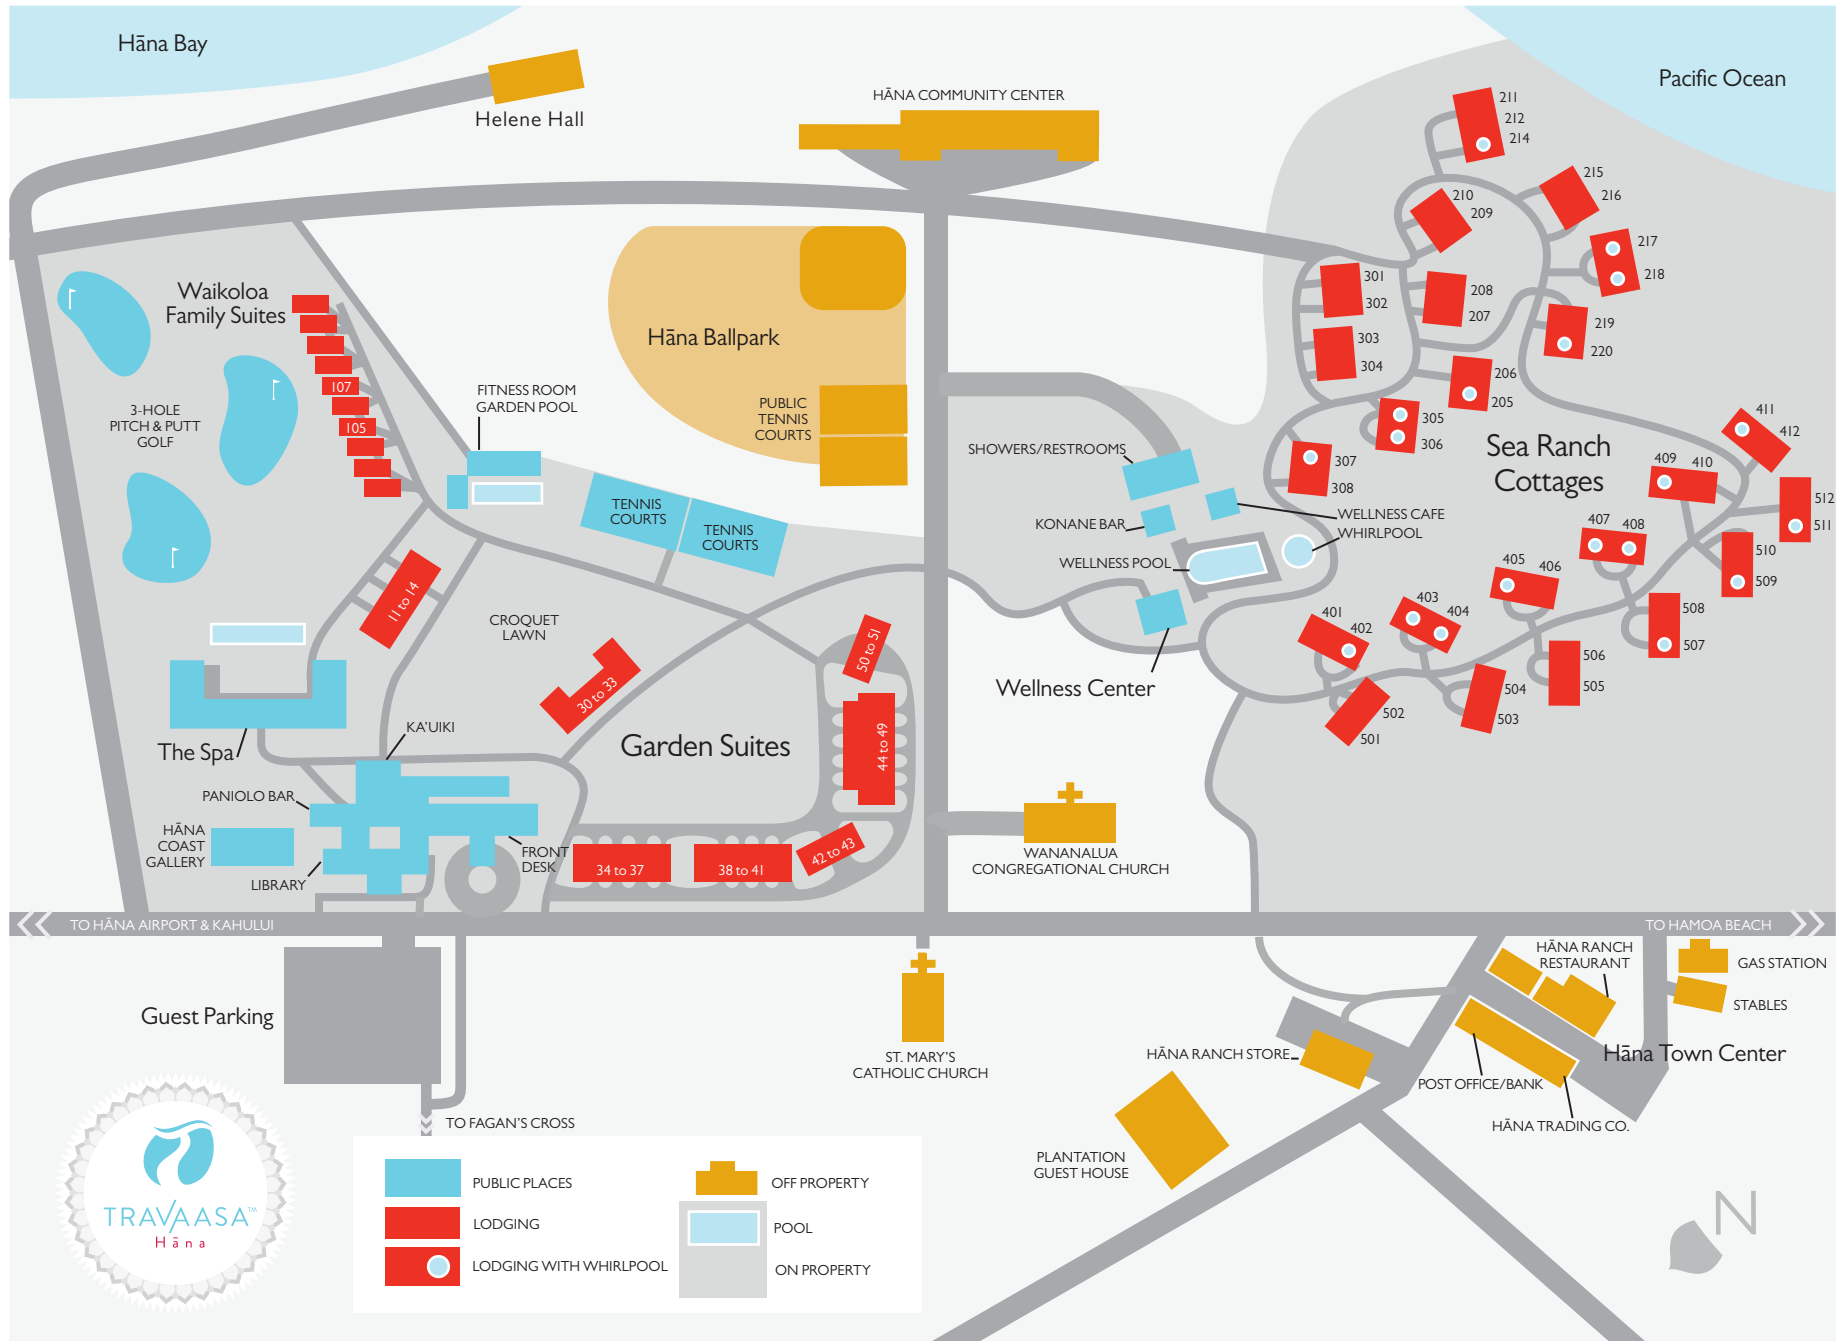 Hāna Bay
Helene Hall
HĀNA COMMUNITY CENTER
Pacific Ocean
211
212
214
215
216
210
209
217
218
301
302
208
207
219
220
303
304
206
205
305
306
307
308
Sea Ranch
Cottages
411
412
409
410
512
511
407
408
510
509
405
406
403
404
508
507
401
402
506
505
504
503
502
501
Waikoloa
Family Suites
107
105
3-HOLE
PITCH & PUTT
GOLF
FITNESS ROOM
GARDEN POOL
Hāna Ballpark
PUBLIC
TENNIS
COURTS
TENNIS
COURTS
TENNIS
COURTS
SHOWERS/RESTROOMS
KONANE BAR
WELLNESS POOL
WELLNESS CAFE
WHIRLPOOL
Wellness Center
11 to 14
CROQUET
LAWN
30 to 33
50 to 51
44 to 49
42 to 43
38 to 41
34 to 37
Garden Suites
The Spa
KA'UIKI
PANIOLO BAR
HĀNA
COAST
GALLERY
LIBRARY
FRONT
DESK
WANANALUA
CONGREGATIONAL CHURCH
TO HĀNA AIRPORT & KAHULUI
TO HAMOA BEACH
Guest Parking
TO FAGAN'S CROSS
ST. MARY'S
CATHOLIC CHURCH
HĀNA RANCH
RESTAURANT
GAS STATION
STABLES
Hāna Town Center
HĀNA RANCH STORE
POST OFFICE/BANK
HĀNA TRADING CO.
PLANTATION
GUEST HOUSE
TRAVAASA™
Hāna
PUBLIC PLACES
LODGING
LODGING WITH WHIRLPOOL
OFF PROPERTY
POOL
ON PROPERTY
N